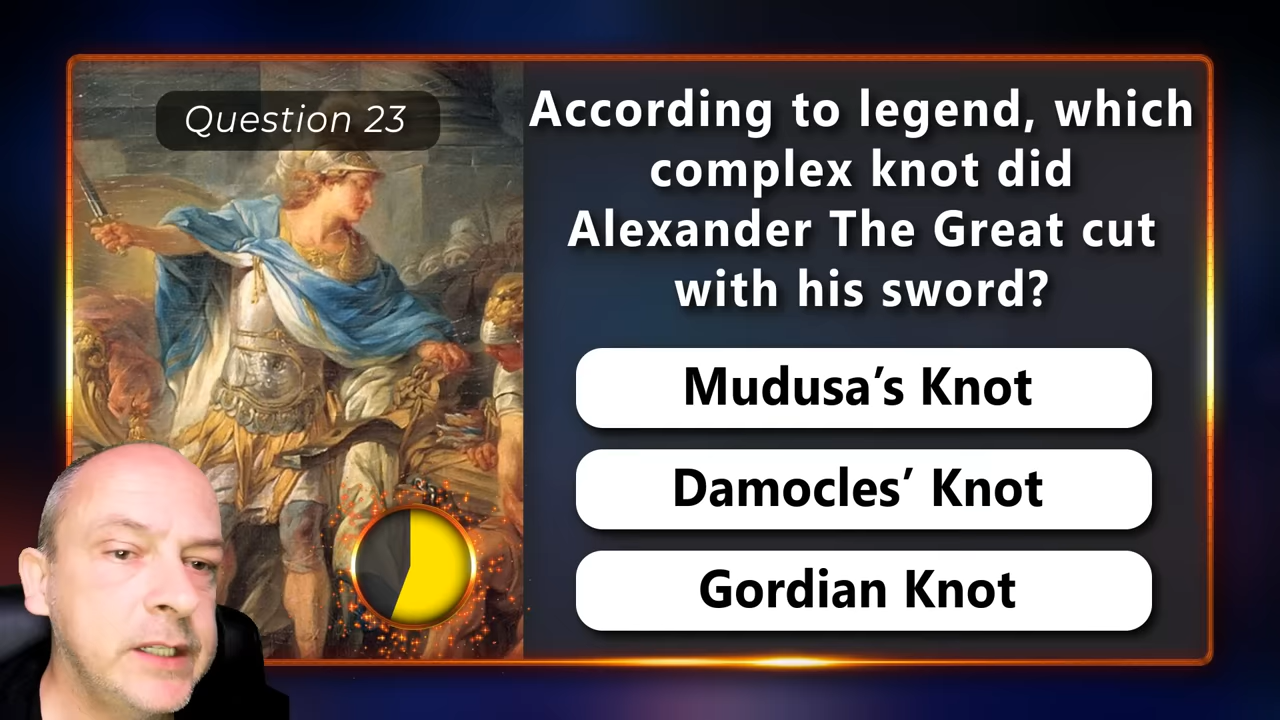 Question 23
According to legend, which
complex knot did
Alexander The Great cut
with his sword?
Mudusa’s Knot
Damocles’ Knot
Gordian Knot